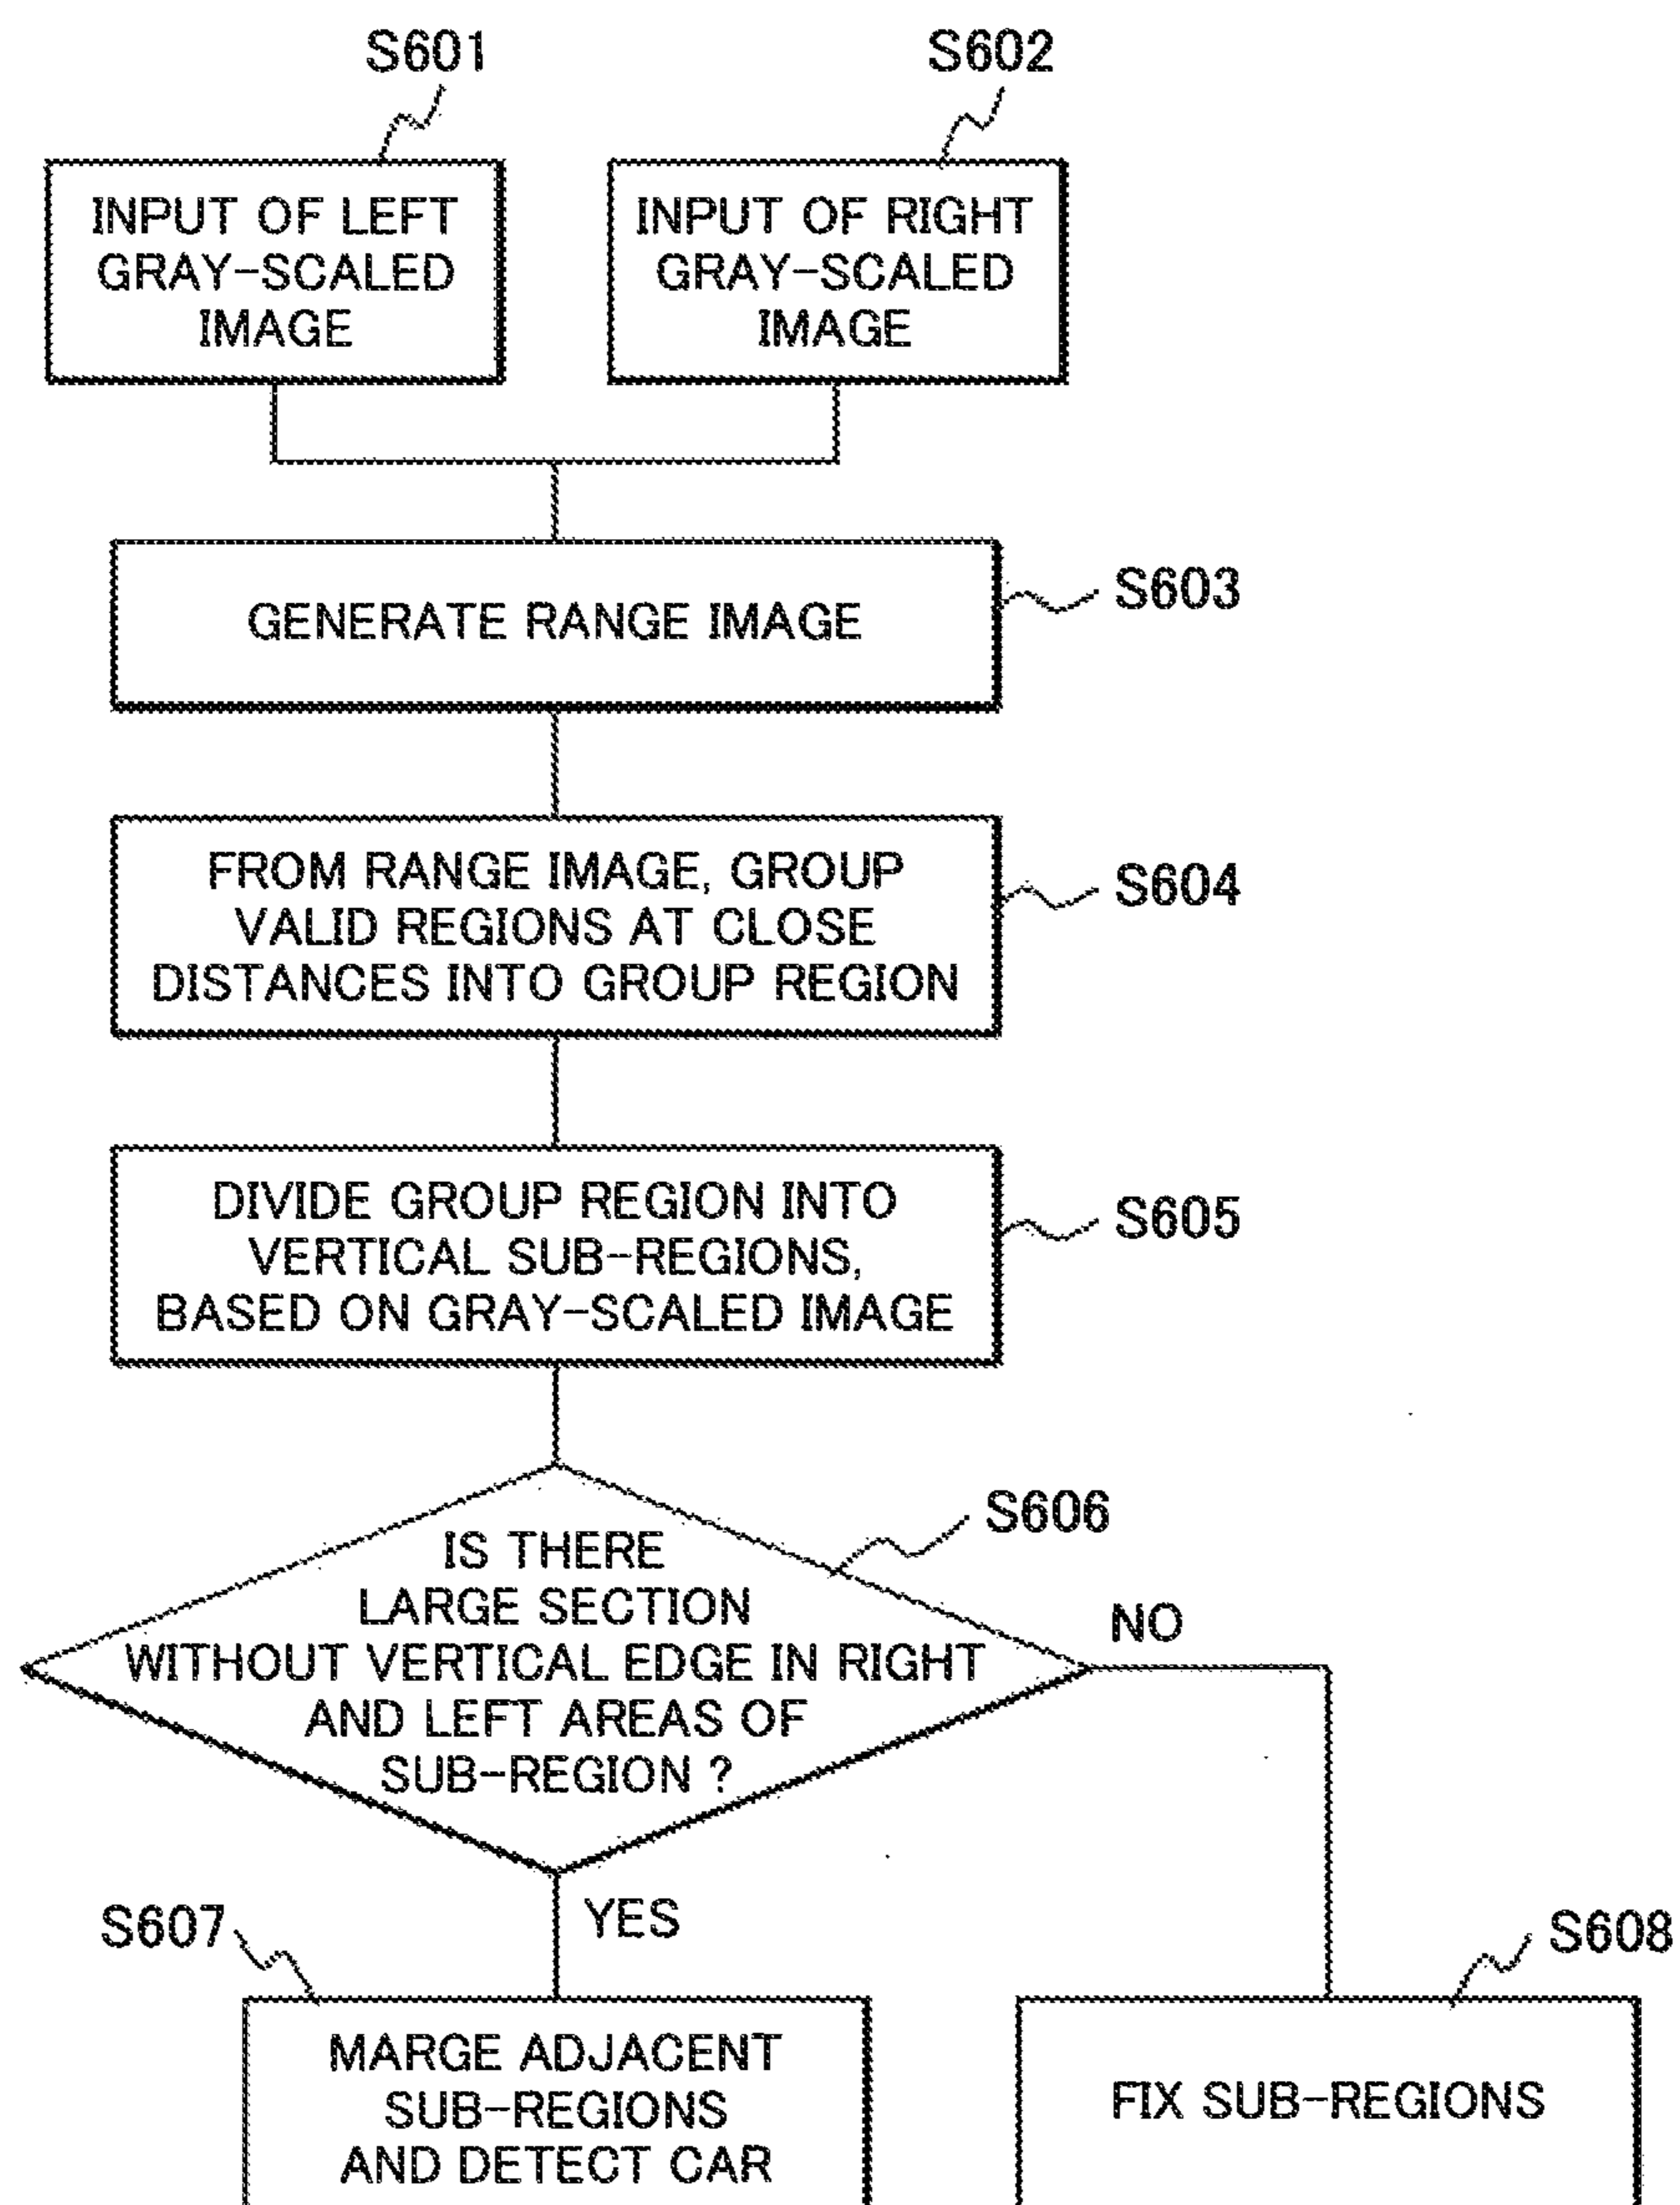 S601
S602
INPUT OF LEFT
GRAY-SCALED
IMAGE
INPUT OF RIGHT
GRAY-SCALED
IMAGE
GENERATE RANGE IMAGE
S603
FROM RANGE IMAGE, GROUP
VALID REGIONS AT CLOSE
DISTANCES INTO GROUP REGION
S604
DIVIDE GROUP REGION INTO
VERTICAL SUB-REGIONS,
BASED ON GRAY-SCALED IMAGE
S605
S606
IS THERE
LARGE SECTION
WITHOUT VERTICAL EDGE IN RIGHT
AND LEFT AREAS OF
SUB-REGION ?
NO
YES
S607
MARGE ADJACENT
SUB-REGIONS
AND DETECT CAR
S608
FIX SUB-REGIONS